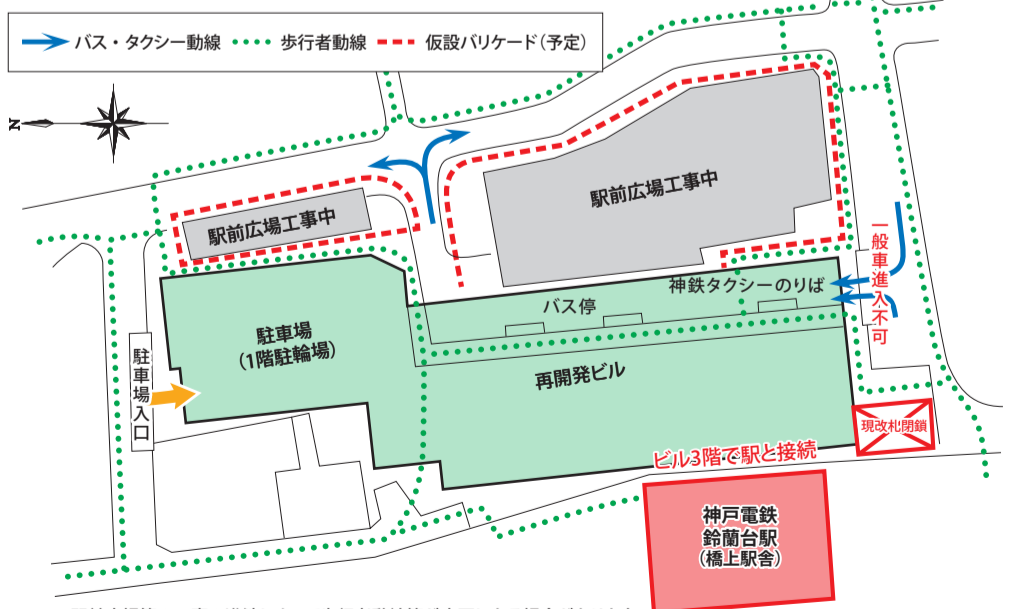 バス・タクシー動線 歩行者動線 仮設バリケード(予定)
N
駅前広場工事中
駅前広場工事中
一般車進入不可
神鉄タクシーのりば
バス停
駐車場
(1階駐輪場)
再開発ビル
駐車場入口
現改札閉鎖
ビル3階で駅と接続
神戸電鉄
鈴蘭台駅
(橋上駅舎)